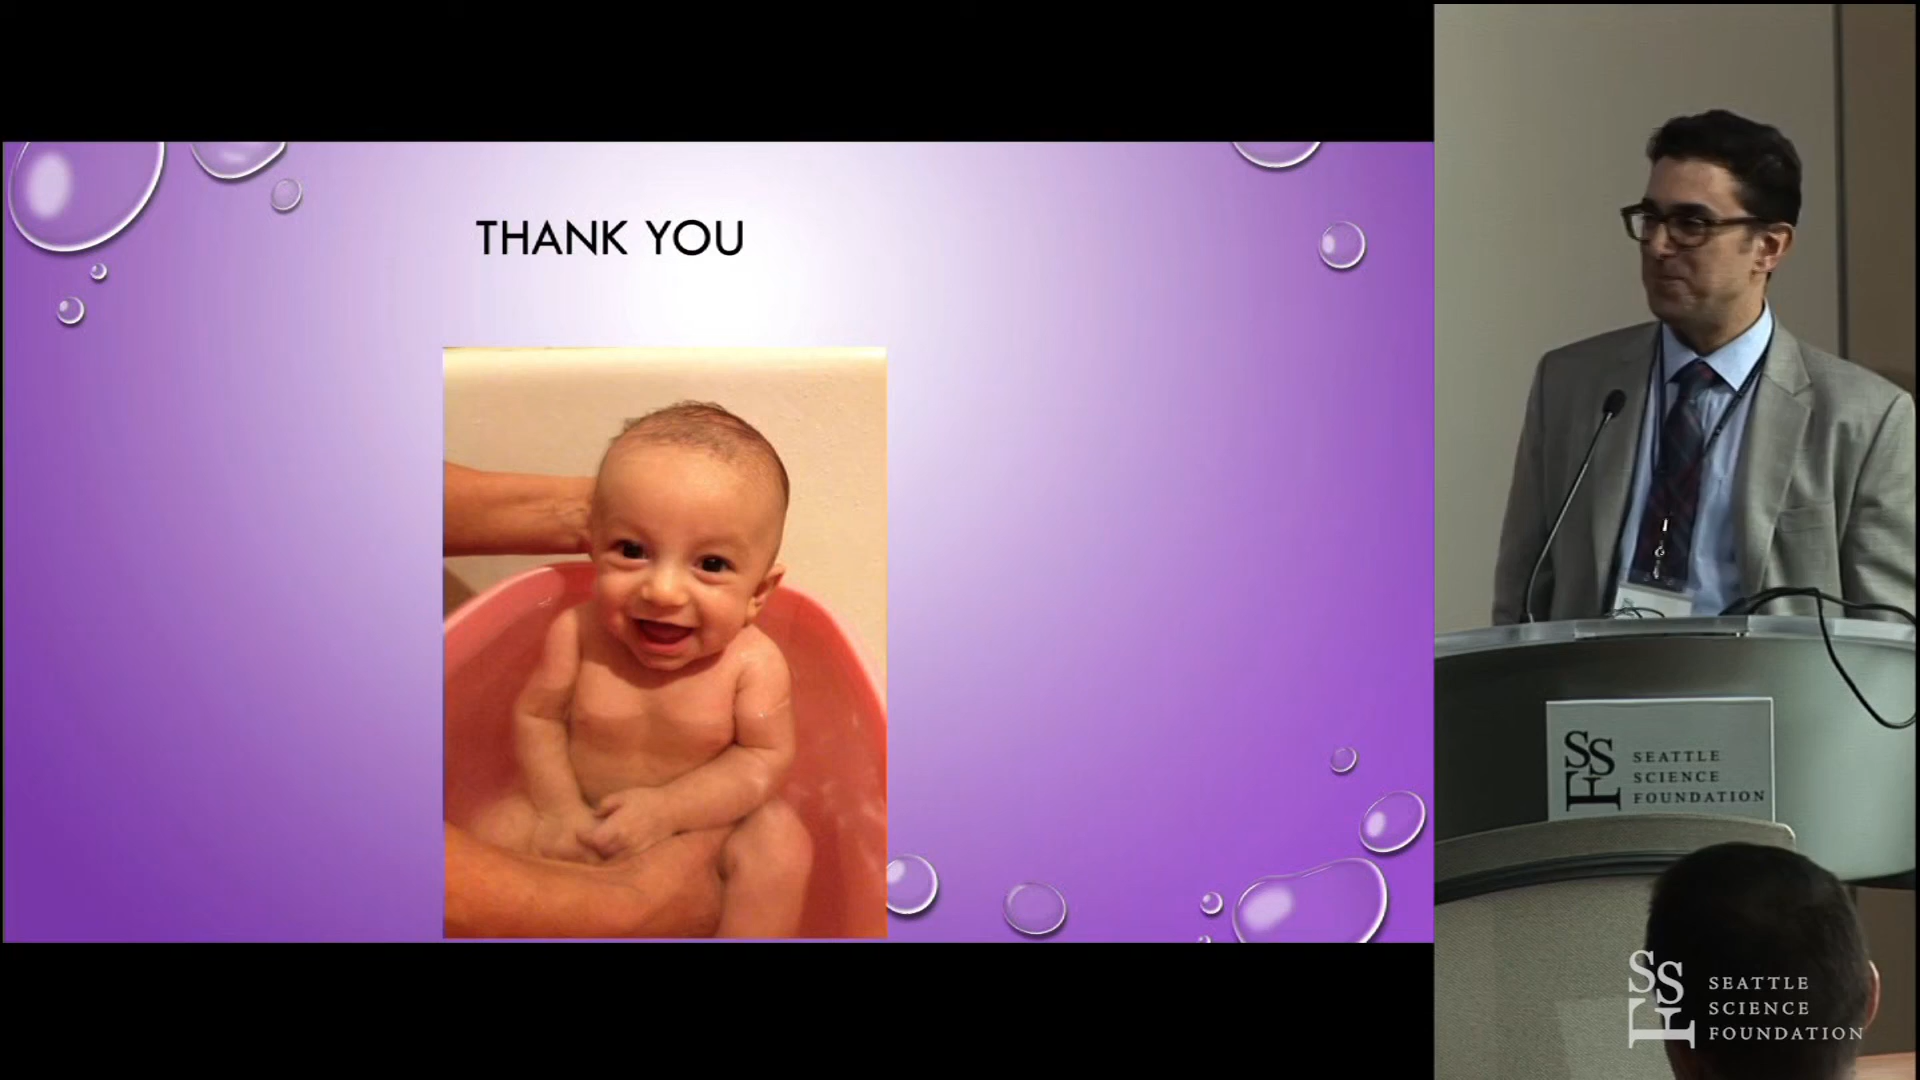 THANK YOU
SSF
SEATTLE
SCIENCE
FOUNDATION
SSF
SEATTLE
SCIENCE
FOUNDATION